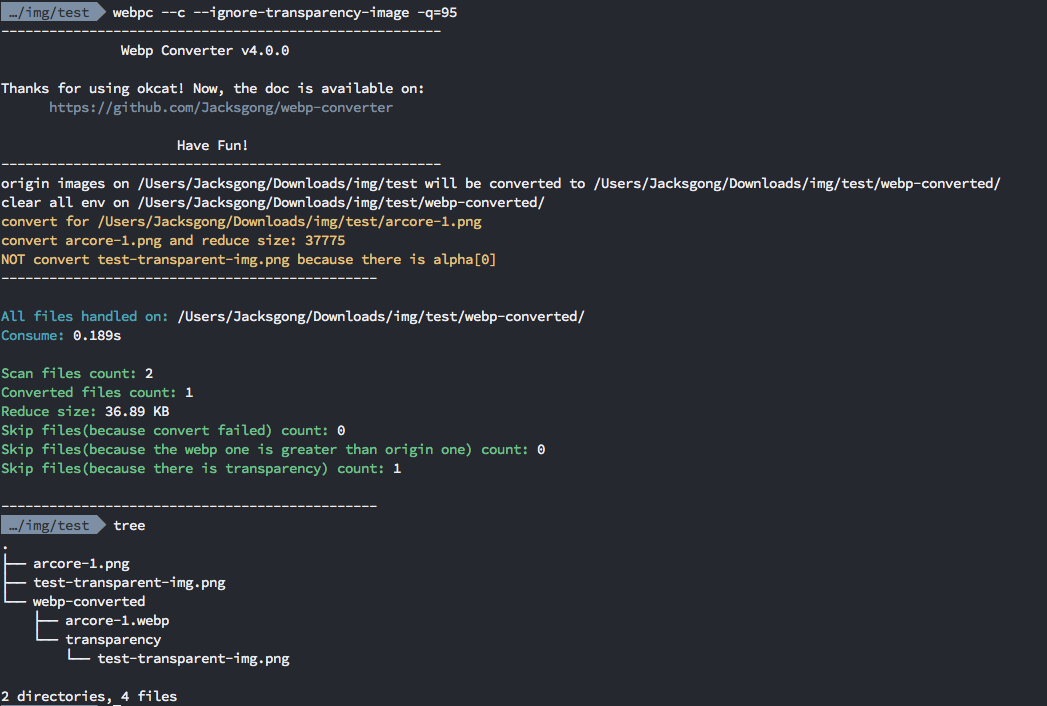 …/img/test webpc --c --ignore-transparency-image -q=95
-------------------------------------------------------
Webp Converter v4.0.0
Thanks for using okcat! Now, the doc is available on:
https://github.com/Jacksgong/webp-converter
Have Fun!
-------------------------------------------------------
origin images on /Users/Jacksgong/Downloads/img/test will be converted to /Users/Jacksgong/Downloads/img/test/webp-converted/
clear all env on /Users/Jacksgong/Downloads/img/test/webp-converted/
convert for /Users/Jacksgong/Downloads/img/test/arcore-1.png
convert arcore-1.png and reduce size: 37775
NOT convert test-transparent-img.png because there is alpha[0]
-----------------------------------------------
All files handled on: /Users/Jacksgong/Downloads/img/test/webp-converted/
Consume: 0.189s
Scan files count: 2
Converted files count: 1
Reduce size: 36.89 KB
Skip files(because convert failed) count: 0
Skip files(because the webp one is greater than origin one) count: 0
Skip files(because there is transparency) count: 1
-----------------------------------------------
…/img/test tree
.
├── arcore-1.png
├── test-transparent-img.png
└── webp-converted
    ├── arcore-1.webp
    └── transparency
        └── test-transparent-img.png
2 directories, 4 files